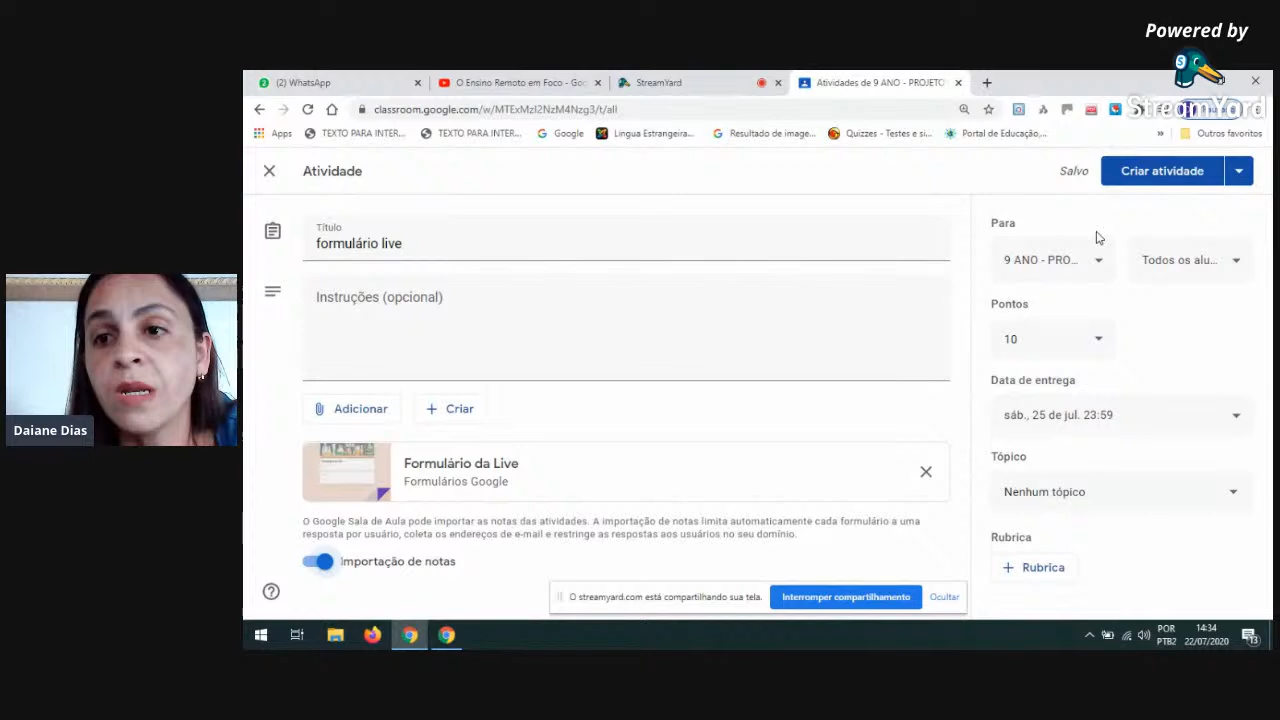 Powered by
StreamYard
(2) WhatsApp
O Ensino Remoto em Foco - Goo
StreamYard
Atividades de 9 ANO - PROJETO
classroom.google.com/w/MTExMzI2NzM4Nzg3/t/all
Apps
TEXTO PARA INTER...
TEXTO PARA INTER...
Google
Lingua Estrangeira...
Resultado de image...
Quizzes - Testes e si...
Portal de Educação,...
Outros favoritos
Atividade
Salvo
Criar atividade
Título
formulário live
Instruções (opcional)
Adicionar
Criar
Formulário da Live
Formulários Google
O Google Sala de Aula pode importar as notas das atividades. A importação de notas limita automaticamente cada formulário a uma
resposta por usuário, coleta os endereços de e-mail e restringe as respostas aos usuários no seu domínio.
Importação de notas
Para
9 ANO - PRO...
Todos os alu...
Pontos
10
Data de entrega
sáb., 25 de jul. 23:59
Tópico
Nenhum tópico
Rubrica
Rubrica
O streamyard.com está compartilhando sua tela.
Interromper compartilhamento
Ocultar
Daiane Dias
POR
PTB2
14:34
22/07/2020
13